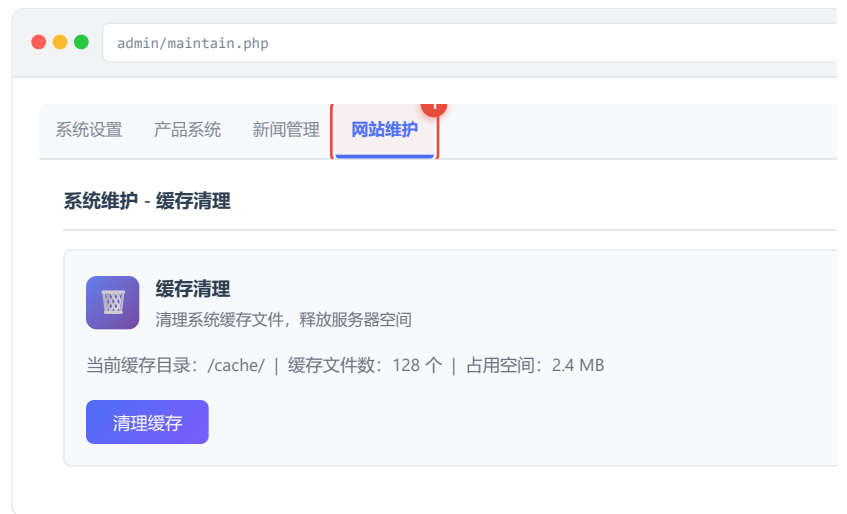 admin/maintain.php
系统设置 产品系统 新闻管理 网站维护
系统维护 - 缓存清理
缓存清理
清理系统缓存文件，释放服务器空间
当前缓存目录：/cache/ | 缓存文件数：128 个 | 占用空间：2.4 MB
清理缓存